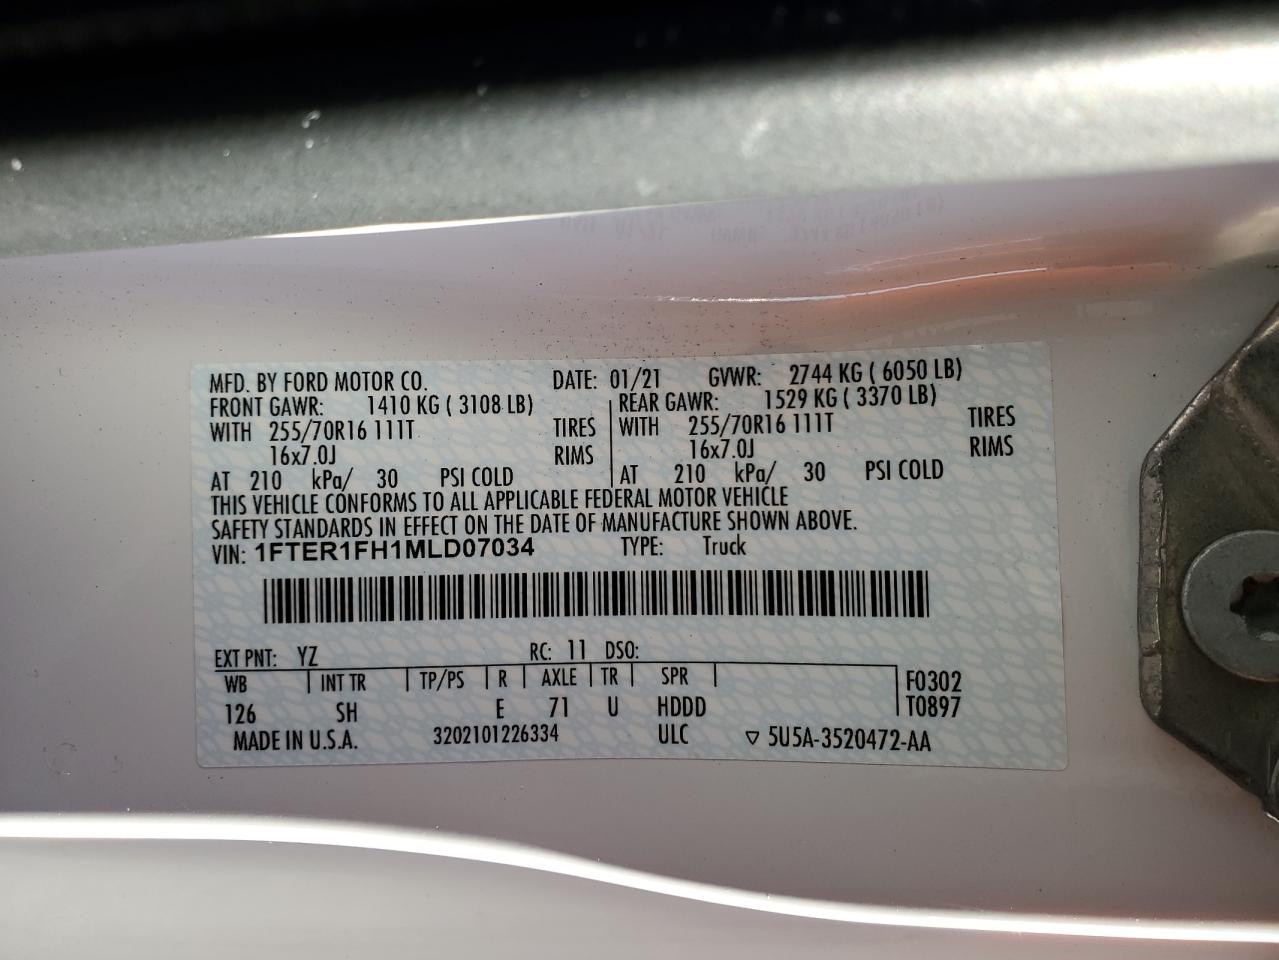 MFD. BY FORD MOTOR CO. DATE: 01/21 GVWR: 2744 KG ( 6050 LB)
FRONT GAWR: 1410 KG ( 3108 LB) REAR GAWR: 1529 KG ( 3370 LB)
WITH 255/70R16 111T TIRES WITH 255/70R16 111T TIRES
16x7.0J RIMS 16x7.0J RIMS
AT 210 kPa/ 30 PSI COLD AT 210 kPa/ 30 PSI COLD
THIS VEHICLE CONFORMS TO ALL APPLICABLE FEDERAL MOTOR VEHICLE
SAFETY STANDARDS IN EFFECT ON THE DATE OF MANUFACTURE SHOWN ABOVE.
VIN: 1FTER1FH1MLD07034 TYPE: Truck
EXT PNT: YZ RC: 11 DSO:
WB INT TR TP/PS R AXLE TR SPR F0302
126 SH E 71 U HDDD T0897
MADE IN U.S.A. 3202101226334 ULC ▽ 5U5A-3520472-AA